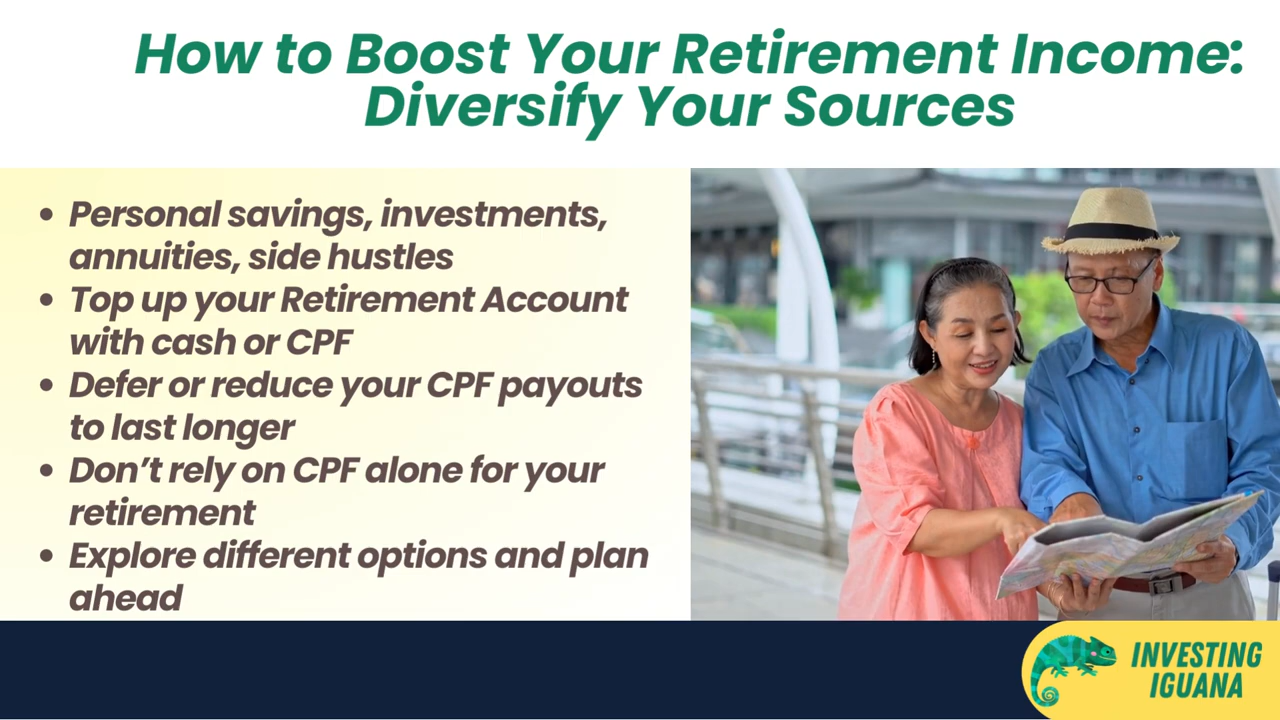 How to Boost Your Retirement Income:
Diversify Your Sources
• Personal savings, investments,
annuities, side hustles
• Top up your Retirement Account
with cash or CPF
• Defer or reduce your CPF payouts
to last longer
• Don’t rely on CPF alone for your
retirement
• Explore different options and plan
ahead
INVESTING
IGUANA